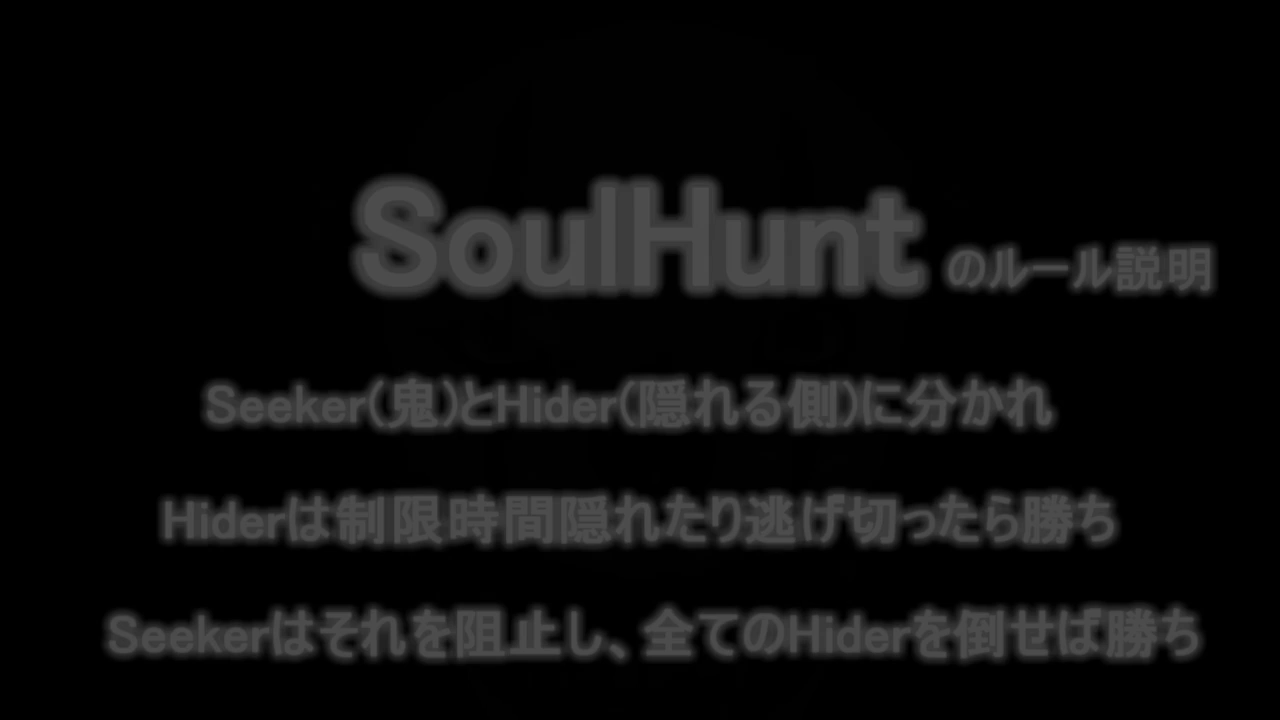 SoulHunt のルール説明
Seeker(鬼)とHider(隠れる側)に分かれ
Hiderは制限時間隠れたり逃げ切ったら勝ち
Seekerはそれを阻止し、全てのHiderを倒せば勝ち